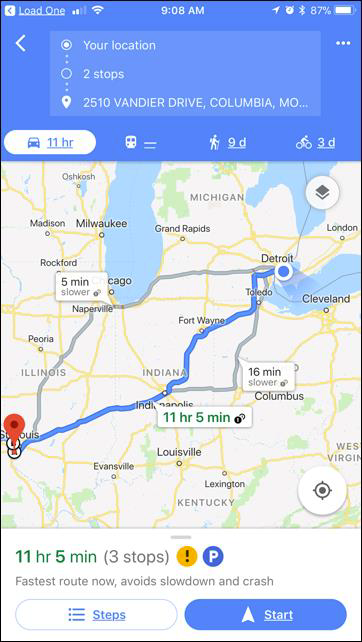 Load One
9:08 AM
87%
Your location
2 stops
2510 VANDIER DRIVE, COLUMBIA, MO...
11 hr
—
9 d
3 d
Oshkosh
MICHIGAN
Madison
Milwaukee
Grand Rapids
London
Rockford
Detroit
5 min
slower
cago
Toledo
Cleveland
Naperville
Peoria
Fort Wayne
ILLINOIS
INDIANA
16 min
slower
Columbus
Indianapolis
11 hr 5 min
St Louis
Evansville
Louisville
WEST
VIRGINIA
Lexington
KENTUCKY
11 hr 5 min (3 stops)
P
Fastest route now, avoids slowdown and crash
Steps
Start